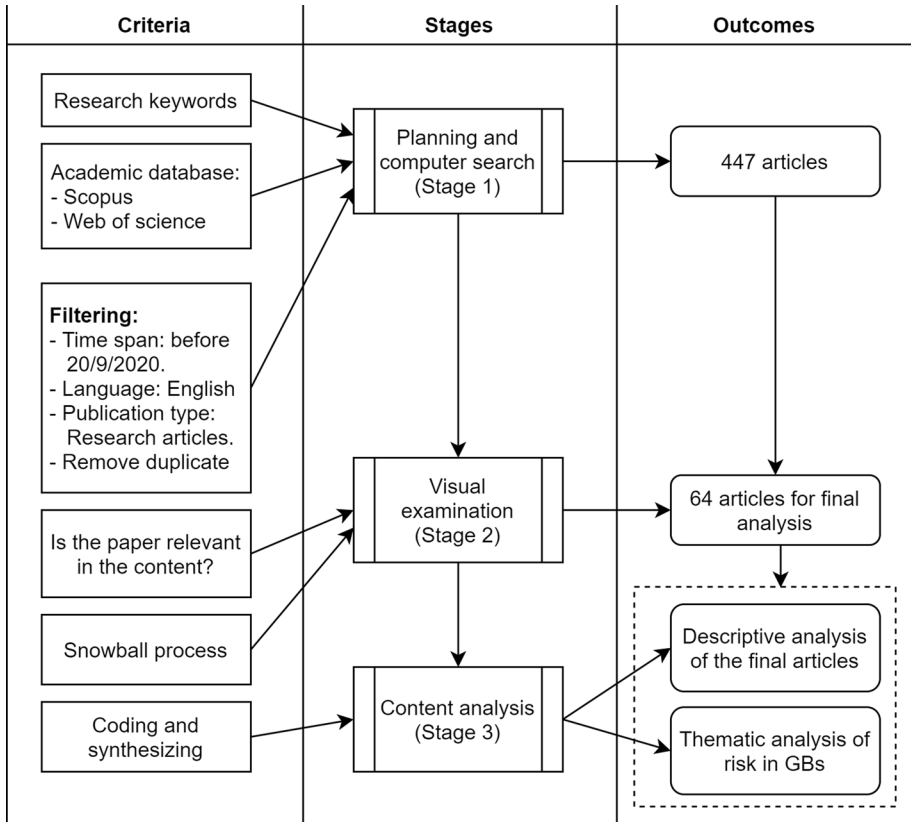 Criteria
Stages
Outcomes
Research keywords
Academic database:
- Scopus
- Web of science
Filtering:
- Time span: before
20/9/2020.
- Language: English
- Publication type:
Research articles.
- Remove duplicate
Is the paper relevant
in the content?
Snowball process
Coding and
synthesizing
Planning and
computer search
(Stage 1)
Visual
examination
(Stage 2)
Content analysis
(Stage 3)
447 articles
64 articles for final
analysis
Descriptive analysis
of the final articles
Thematic analysis of
risk in GBs